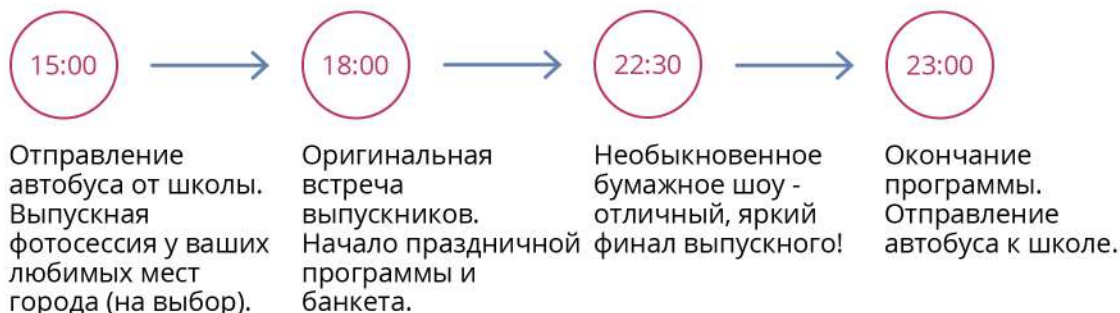 15:00
Отправление
автобуса от школы.
Выпускная
фотосессия у ваших
любимых мест
города (на выбор).
18:00
Оригинальная
встреча
выпускников.
Начало праздничной
программы и
банкета.
22:30
Необыкновенное
бумажное шоу -
отличный, яркий
финал выпускного!
23:00
Окончание
программы.
Отправление
автобуса к школе.